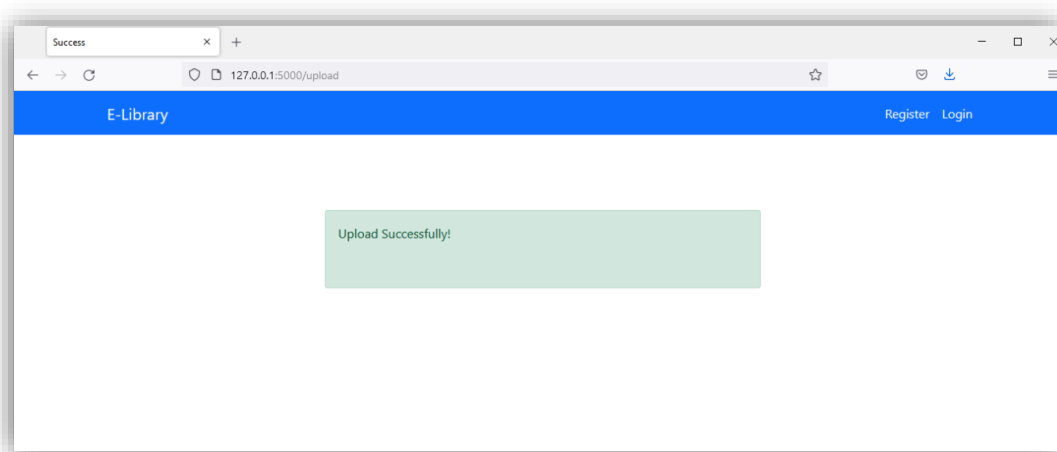 Success
127.0.0.1:5000/upload
E-Library Register Login
Upload Successfully!